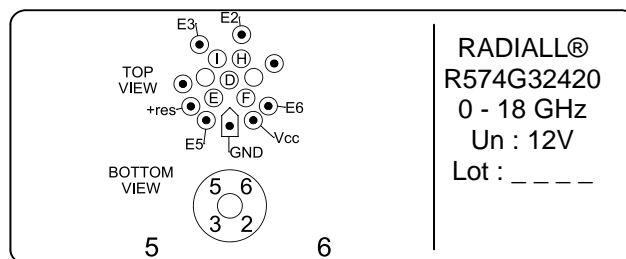 E2
E3
I H
TOP
VIEW
D
E F
+res
E6
E5
Vcc
GND
BOTTOM
VIEW
5 6
3 2
5 6
RADIALL®
R574G32420
0 - 18 GHz
Un : 12V
Lot : _ _ _ _